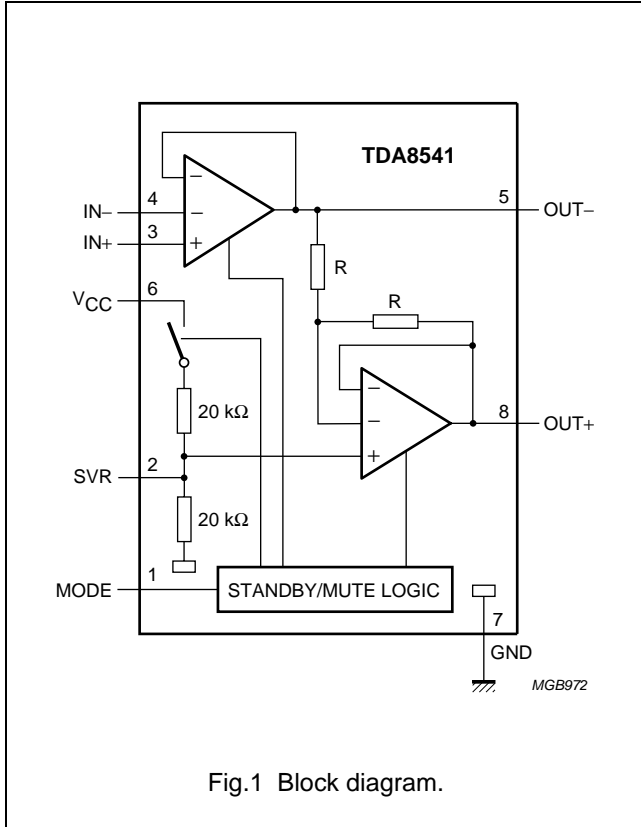 TDA8541
−
4
5
IN−
−
OUT−
3
IN+
+
R
6
VCC
R
20 kΩ
−
8
−
OUT+
2
+
SVR
20 kΩ
1
MODE
STANDBY/MUTE LOGIC
7
GND
MGB972
Fig.1 Block diagram.